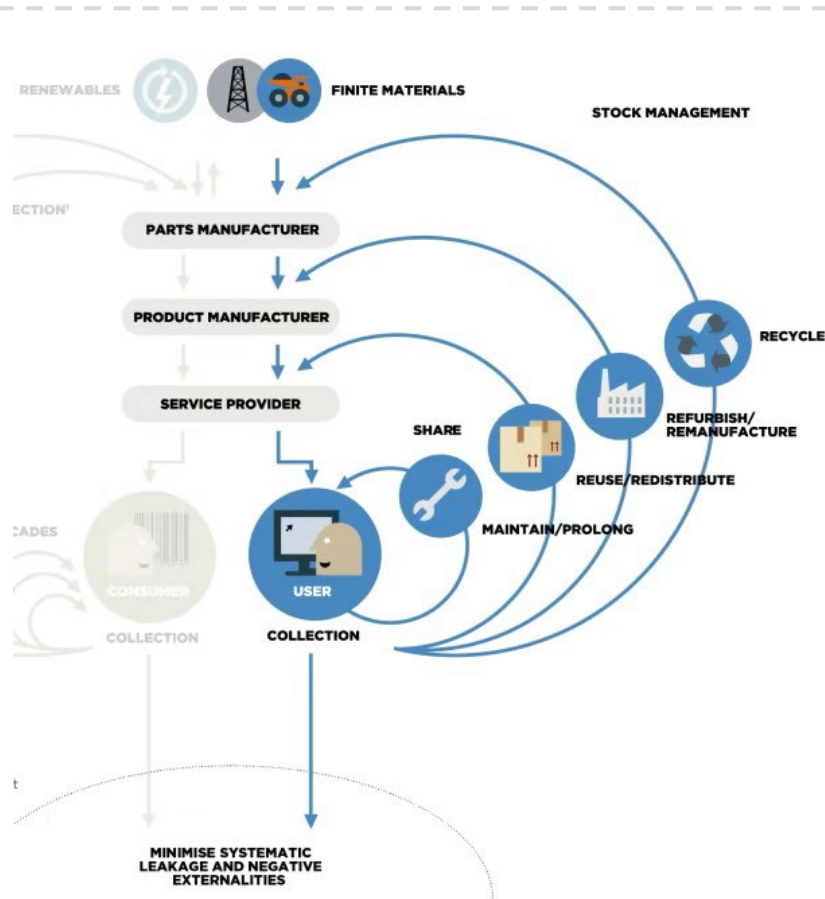 RENEWABLES
FINITE MATERIALS
STOCK MANAGEMENT
ECTION'
PARTS MANUFACTURER
PRODUCT MANUFACTURER
RECYCLE
SERVICE PROVIDER
SHARE
REFURBISH/
REMANUFACTURE
REUSE/REDISTRIBUTE
MAINTAIN/PROLONG
CADES
CONSUMER
USER
COLLECTION
COLLECTION
t
MINIMISE SYSTEMATIC
LEAKAGE AND NEGATIVE
EXTERNALITIES